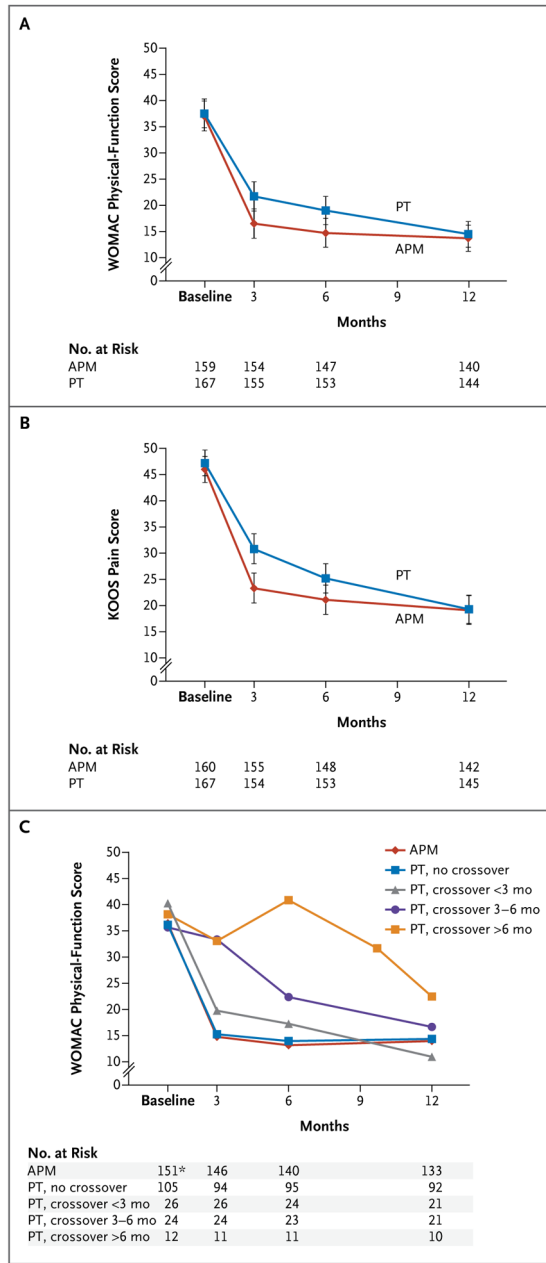 A
50
45
40
35
30
25
20
15
10
0
WOMAC Physical-Function Score
PT
APM
Baseline 3 6 9 12
Months
No. at Risk
APM 159 154 147 140
PT 167 155 153 144
B
50
45
40
35
30
25
20
15
10
0
KOOS Pain Score
PT
APM
Baseline 3 6 9 12
Months
No. at Risk
APM 160 155 148 142
PT 167 154 153 145
C
50
45
40
35
30
25
20
15
10
0
WOMAC Physical-Function Score
APM
PT, no crossover
PT, crossover <3 mo
PT, crossover 3–6 mo
PT, crossover >6 mo
Baseline 3 6 9 12
Months
No. at Risk
APM 151* 146 140 133
PT, no crossover 105 94 95 92
PT, crossover <3 mo 26 26 24 21
PT, crossover 3–6 mo 24 24 23 21
PT, crossover >6 mo 12 11 11 10